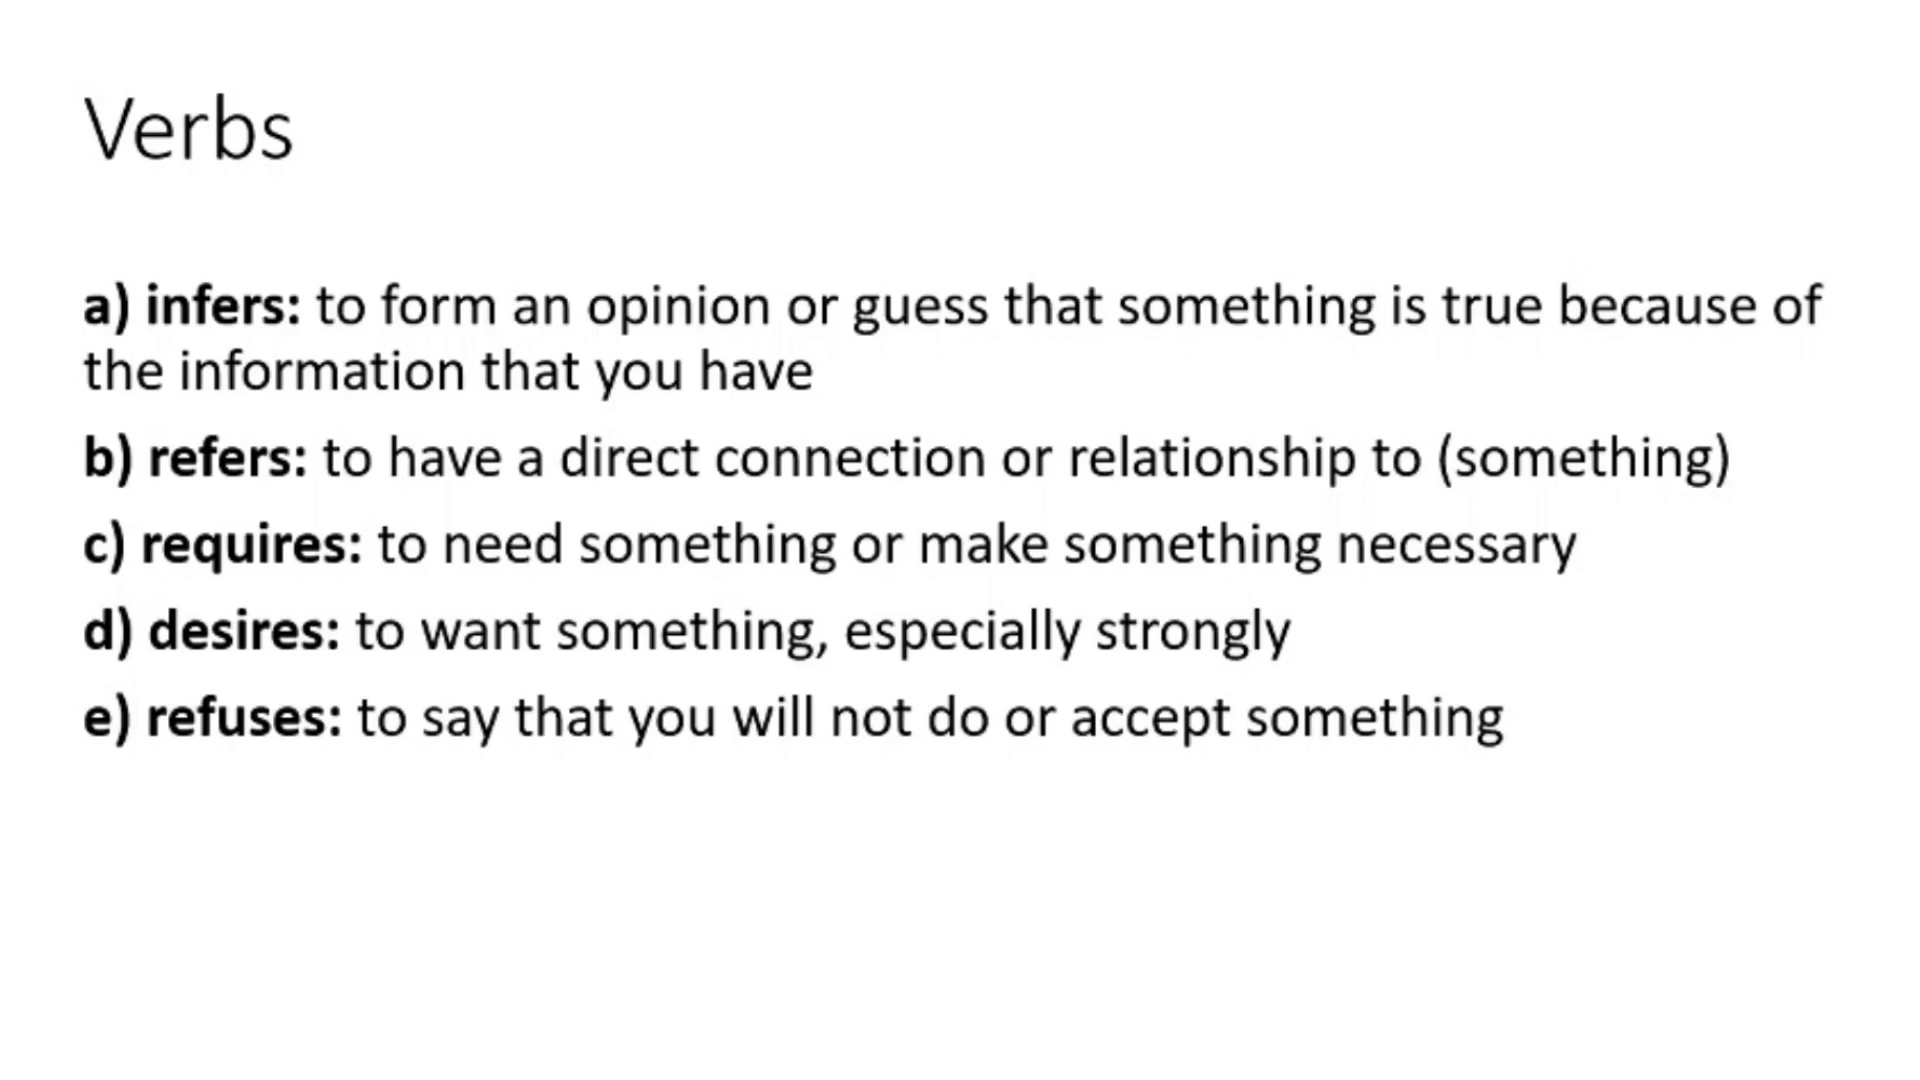 Verbs
a) infers: to form an opinion or guess that something is true because of
the information that you have
b) refers: to have a direct connection or relationship to (something)
c) requires: to need something or make something necessary
d) desires: to want something, especially strongly
e) refuses: to say that you will not do or accept something